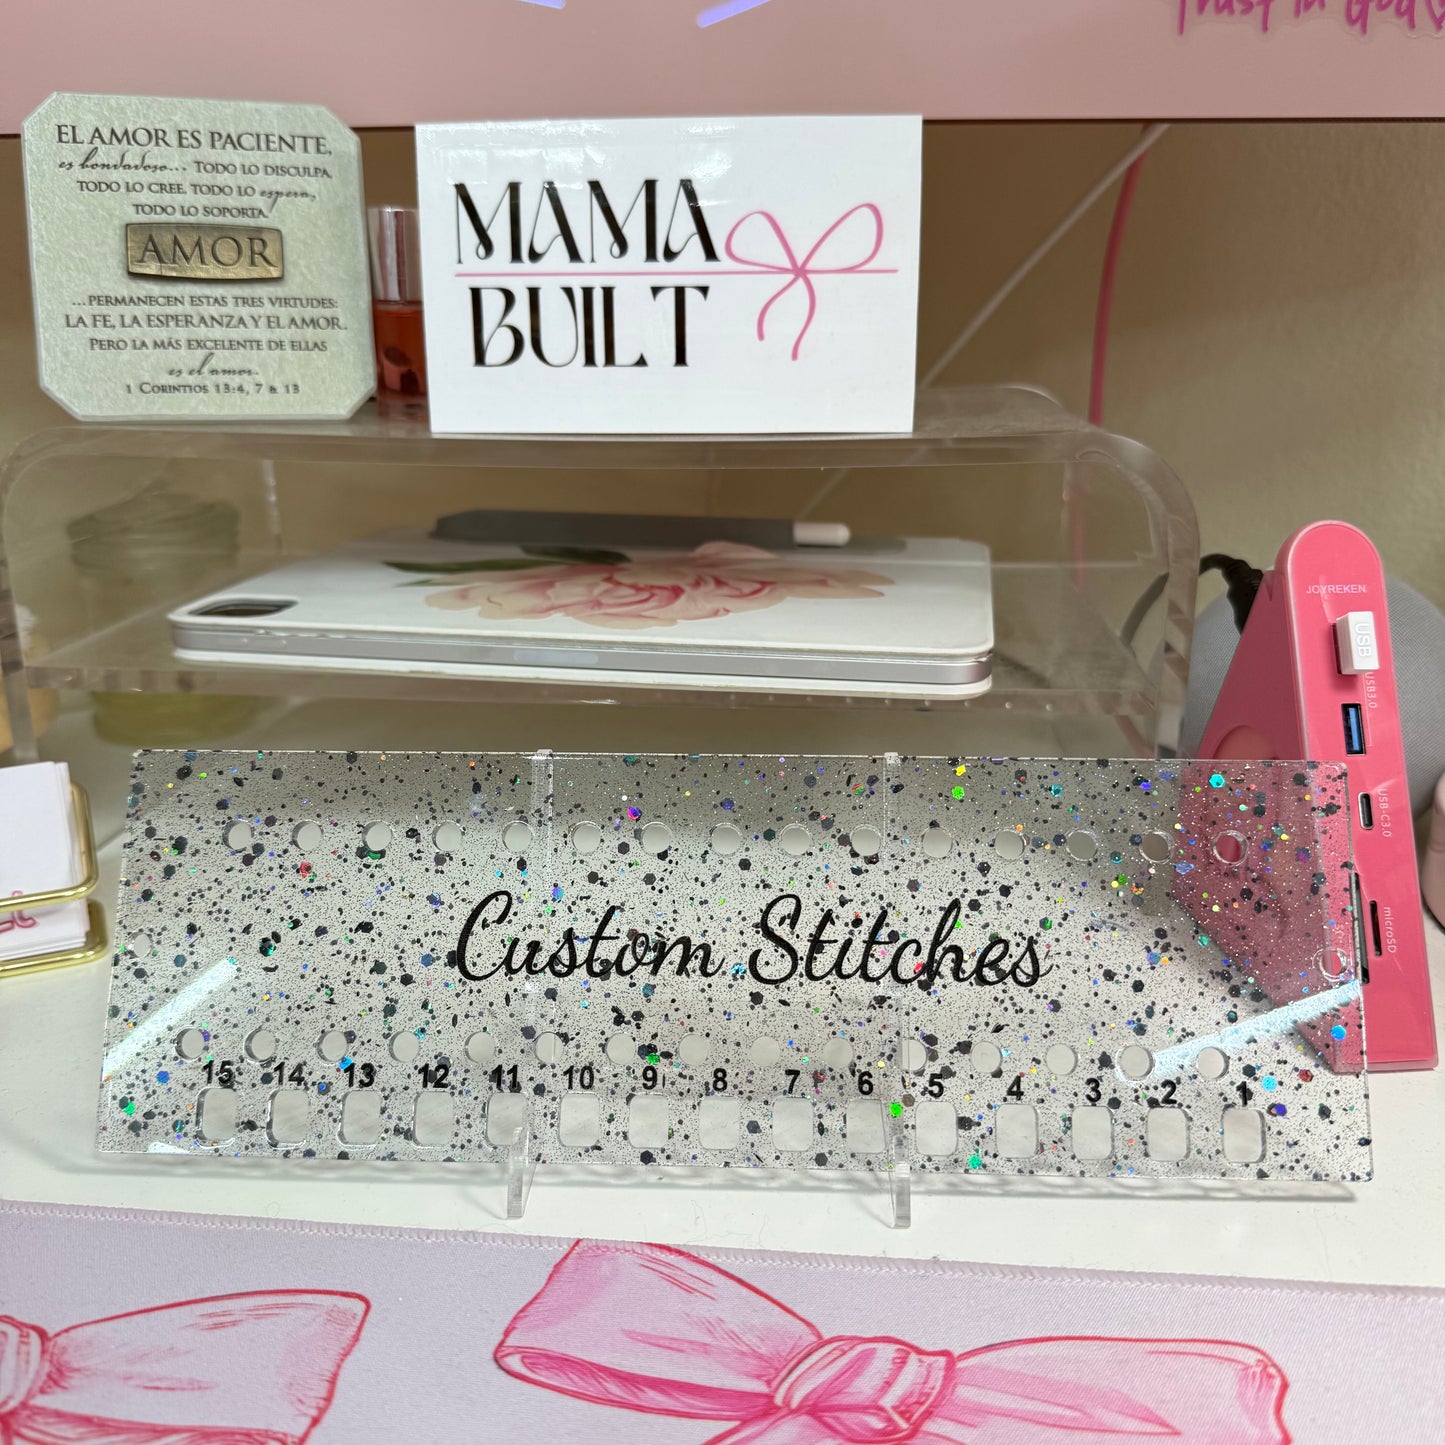 Trust in God
EL AMOR ES PACIENTE,
es bondadoso... TODO LO DISCULPA,
TODO LO CREE, TODO LO espera,
TODO LO SOPORTA.
AMOR
...PERMANECEN ESTAS TRES VIRTUDES:
LA FE, LA ESPERANZA Y EL AMOR.
PERO LA MÁS EXCELENTE DE ELLAS
es el amor.
1 CORINTIOS 13:4, 7 & 13
MAMA
BUILT
JOYREKEN
USB
USB3.0
USB-C3.0
microSD
Custom Stitches
15 14 13 12 11 10 9 8 7 6 5 4 3 2 1